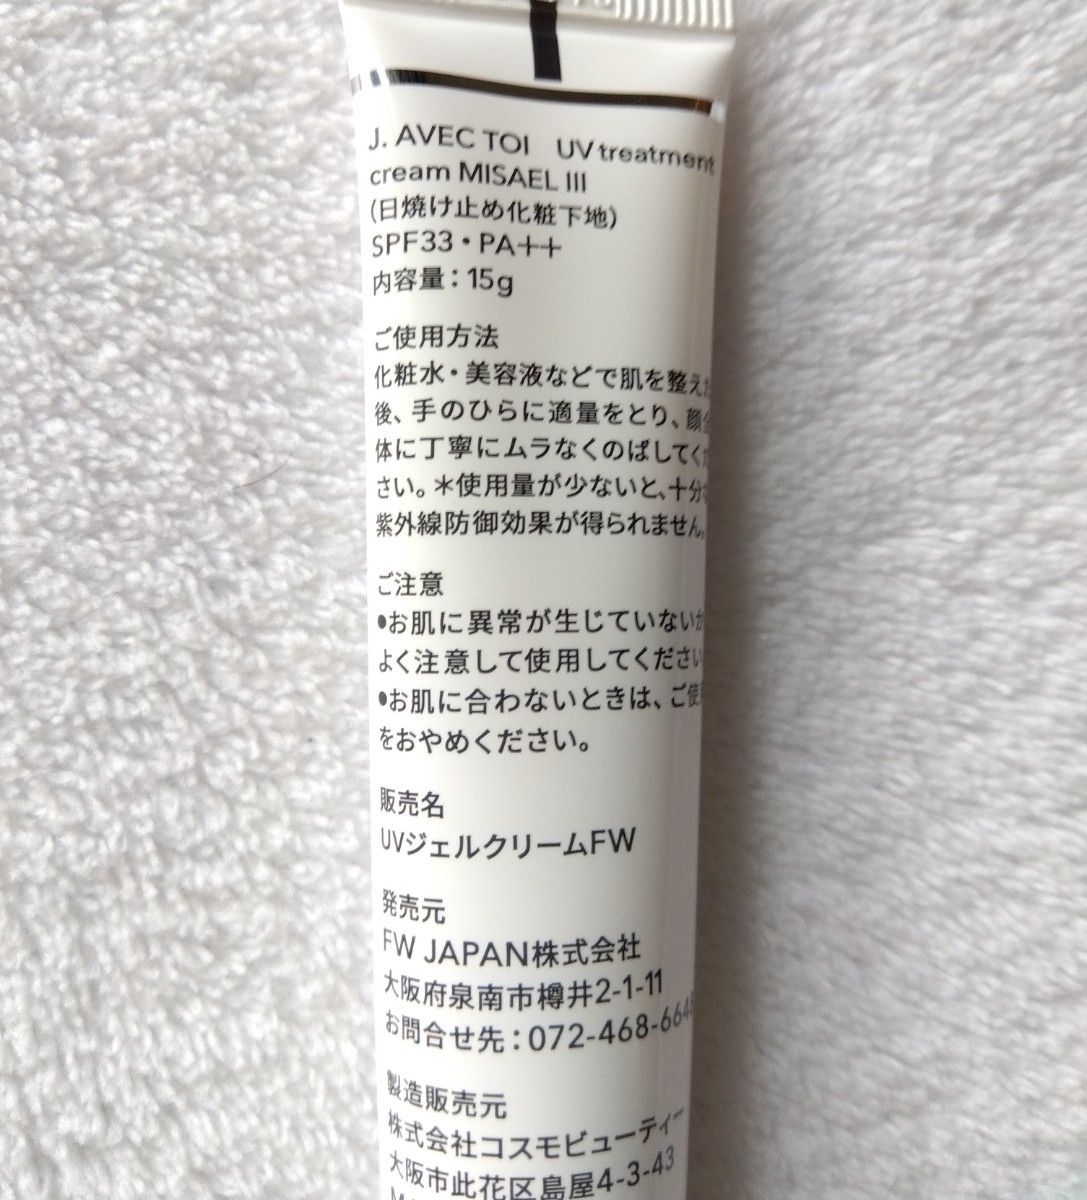 J. AVEC TOI UV treatment
cream MISAEL III
(日焼け止め化粧下地)
SPF33・PA++
内容量：15g
ご使用方法
化粧水・美容液などで肌を整えた
後、手のひらに適量をとり、顔全
体に丁寧にムラなくのばしてくだ
さい。＊使用量が少ないと、十分な
紫外線防御効果が得られません。
ご注意
●お肌に異常が生じていないか
よく注意して使用してください。
●お肌に合わないときは、ご使用
をおやめください。
販売名
UVジェルクリームFW
発売元
FW JAPAN株式会社
大阪府泉南市樽井2-1-11
お問合せ先：072-468-664
製造販売元
株式会社コスモビューティー
大阪市此花区島屋4-3-43